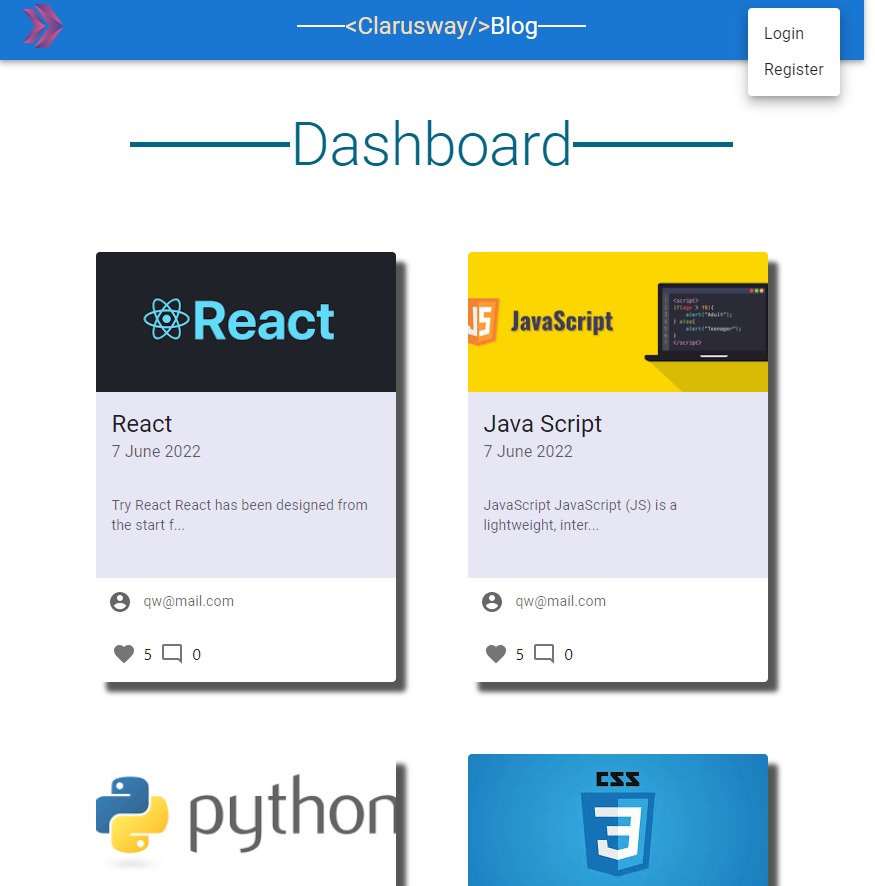 <Clarusway/>Blog
Login
Register
Dashboard
React
React
7 June 2022
Try React React has been designed from
the start f...
qw@mail.com
5 0
JS JavaScript
<script>
if(age > 19){
alert("Adult");
} else{
alert("Teenager");
}
</script>
Java Script
7 June 2022
JavaScript JavaScript (JS) is a
lightweight, inter...
qw@mail.com
5 0
python
CSS
3